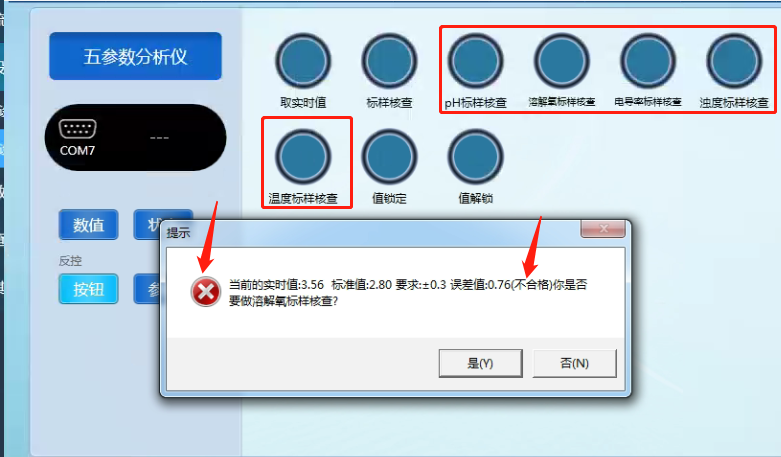 五参数分析仪
COM7
---
数值
反控
按钮
取实时值
标样核查
pH标样核查
溶解氧标样核查
电导率标样核查
浊度标样核查
温度标样核查
值锁定
值解锁
提示
当前的实时值:3.56 标准值:2.80 要求:±0.3 误差值:0.76(不合格)你是否
要做溶解氧标样核查?
是(Y)
否(N)